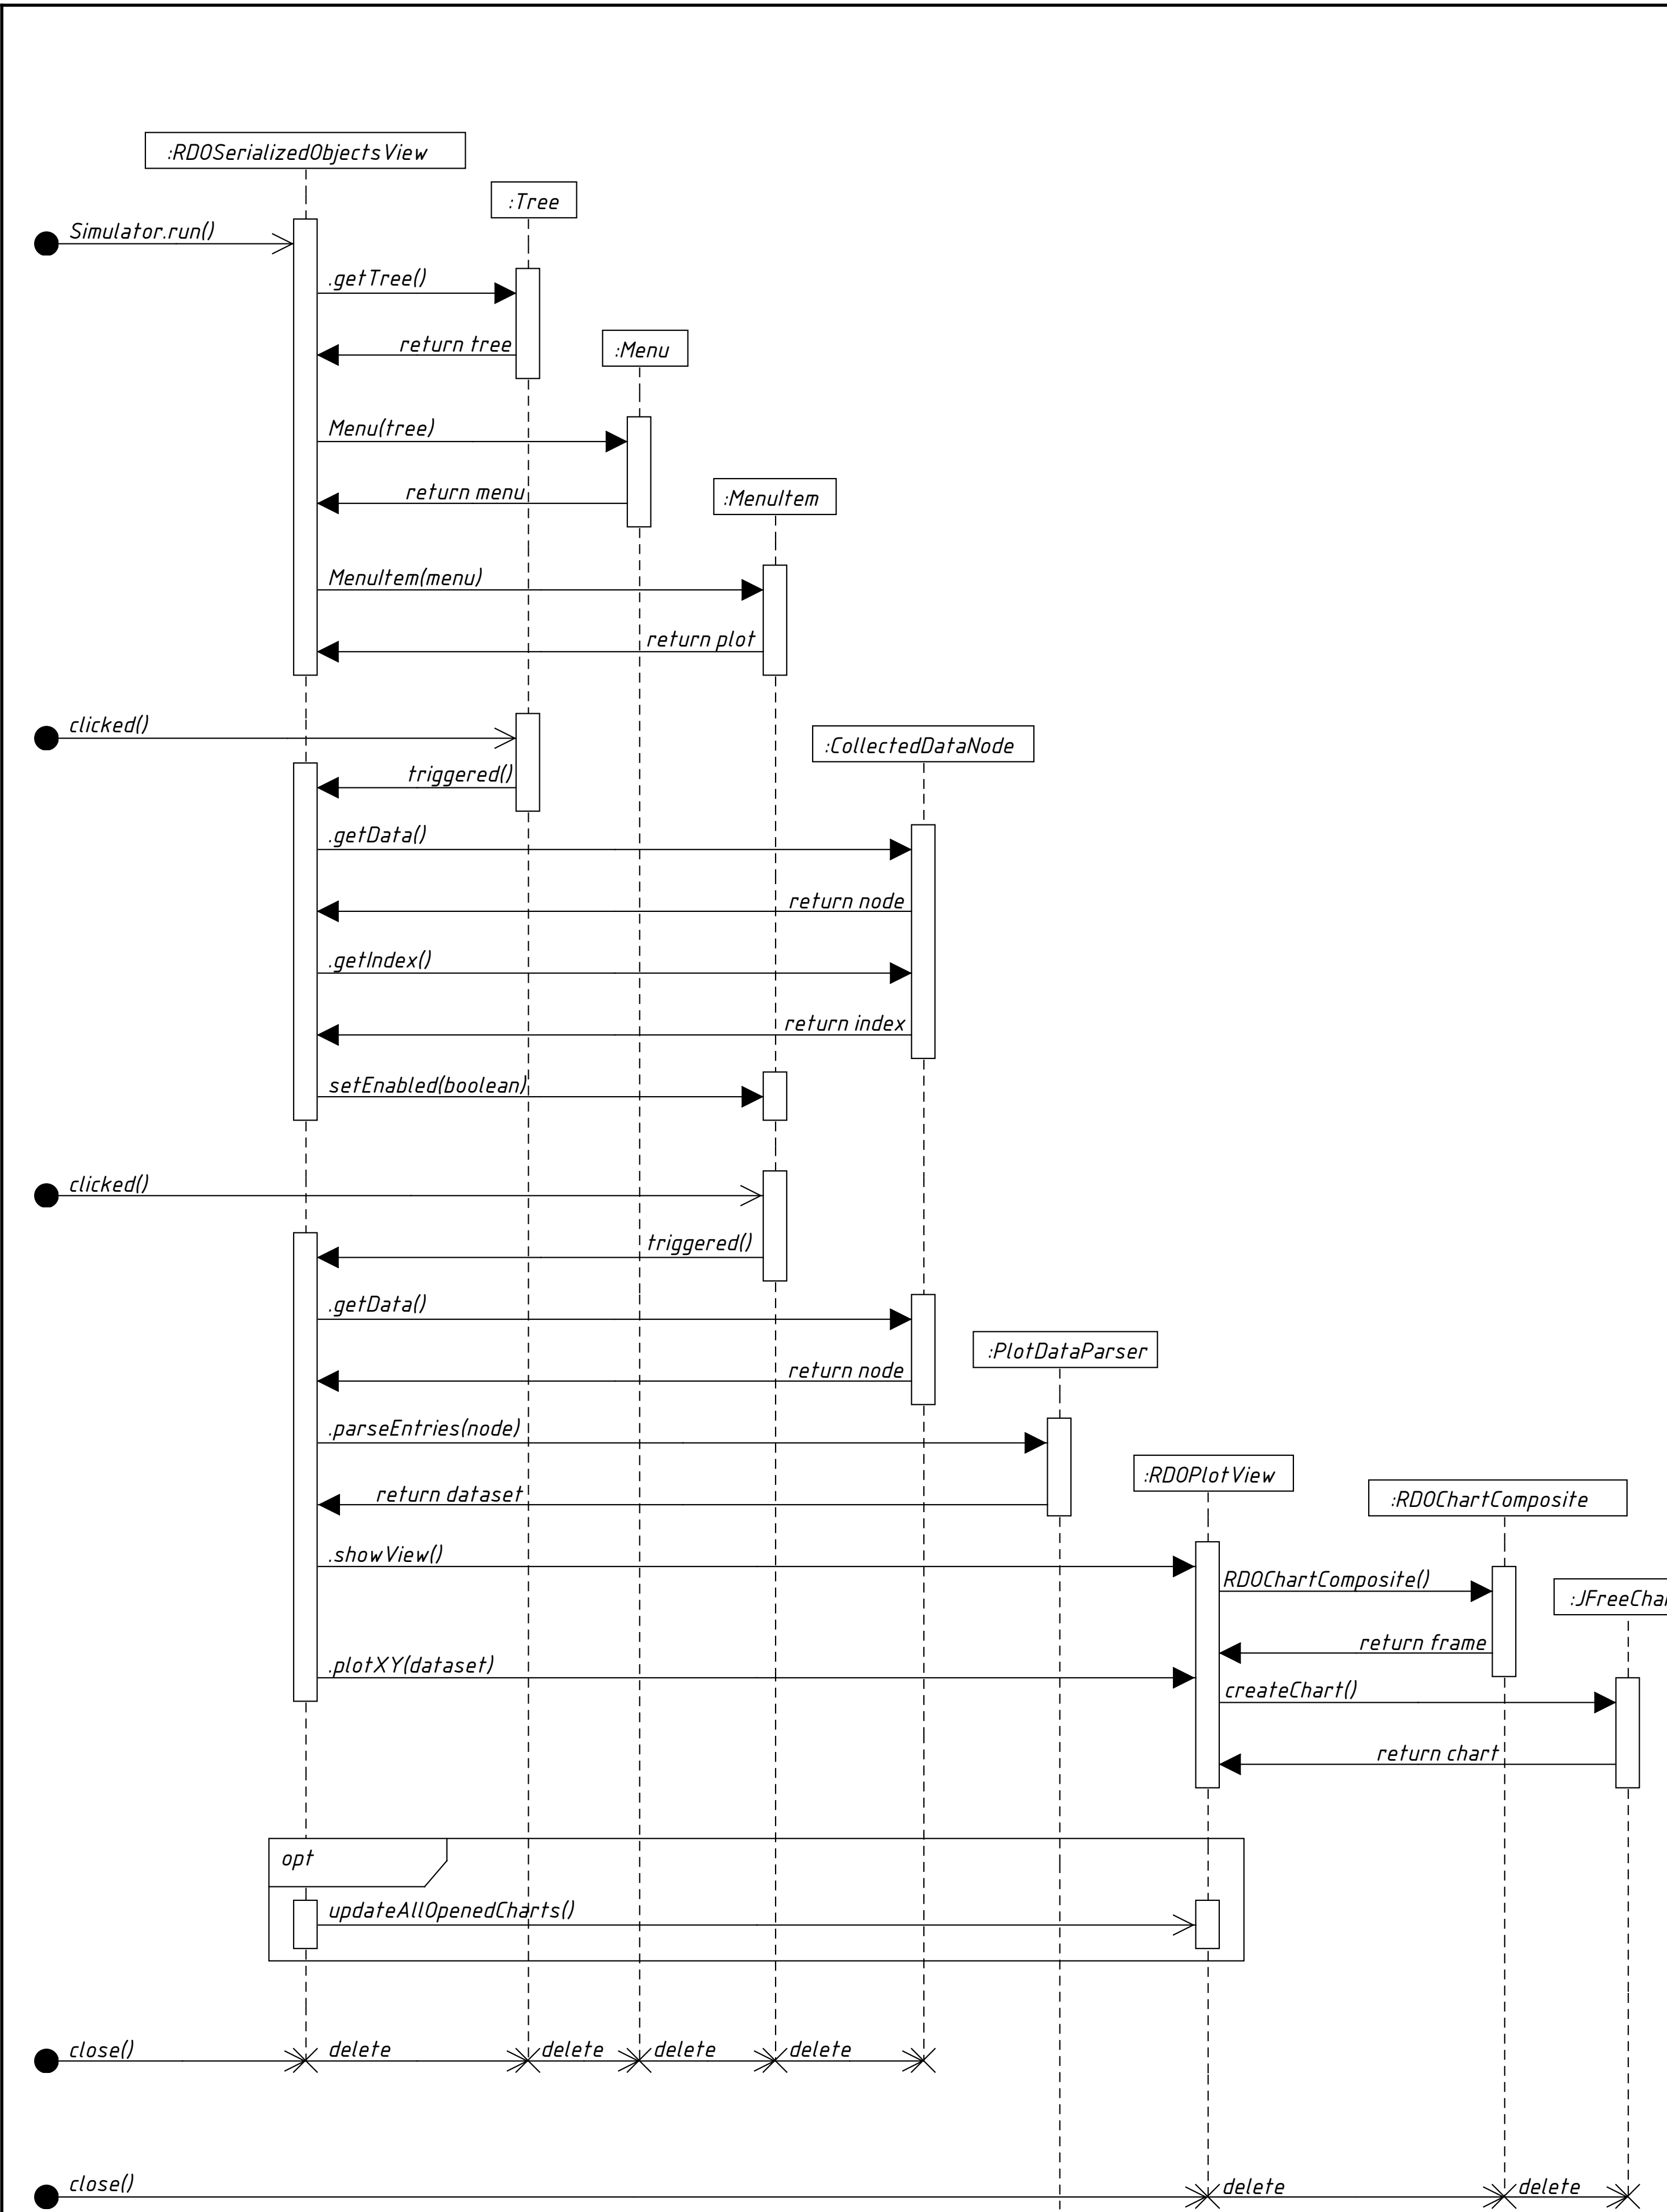 :RDOSerializedObjectsView
:Tree
Simulator.run()
.getTree()
return tree
:Menu
Menu(tree)
return menu
:MenuItem
MenuItem(menu)
return plot
clicked()
:CollectedDataNode
triggered()
.getData()
return node
.getIndex()
return index
setEnabled(boolean)
clicked()
triggered()
.getData()
:PlotDataParser
return node
.parseEntries(node)
:RDOPlotView
return dataset
:RDOChartComposite
.showView()
RDOChartComposite()
:JFreeChar
return frame
.plotXY(dataset)
createChart()
return chart
opt
updateAllOpenedCharts()
close()
delete
delete
delete
delete
close()
delete
delete